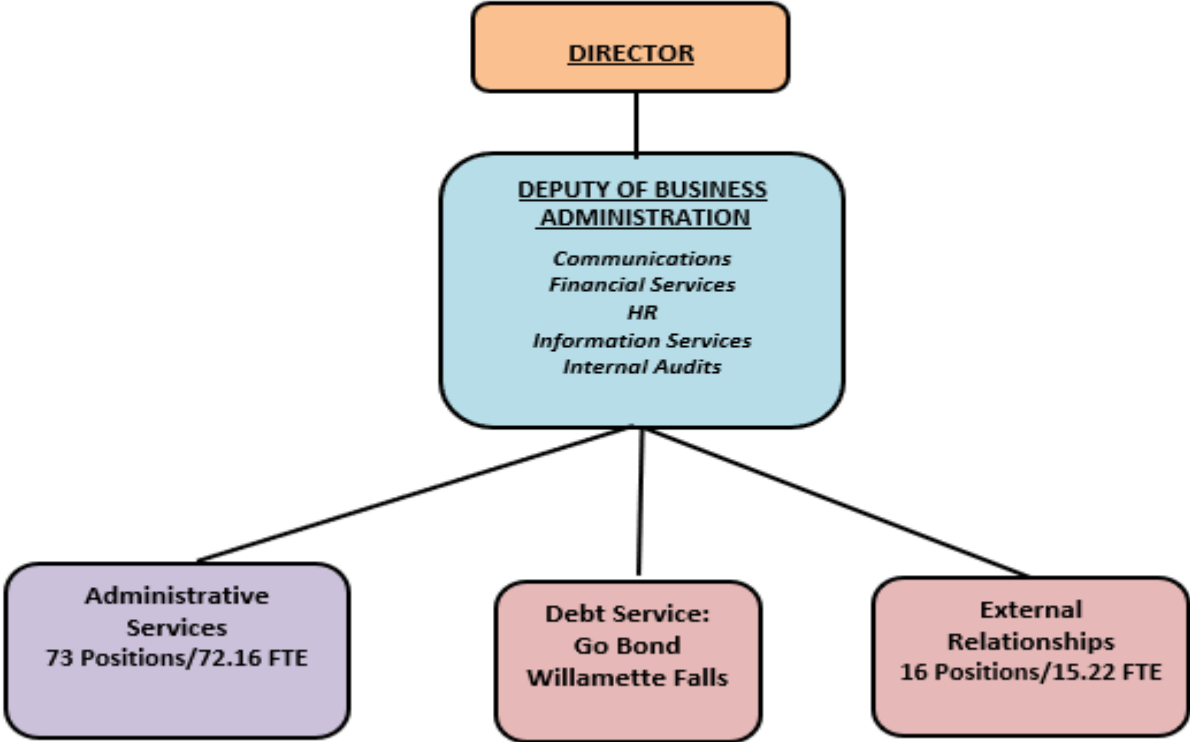 DIRECTOR
DEPUTY OF BUSINESS
ADMINISTRATION
Communications
Financial Services
HR
Information Services
Internal Audits
Administrative
Services
73 Positions/72.16 FTE
Debt Service:
Go Bond
Willamette Falls
External
Relationships
16 Positions/15.22 FTE